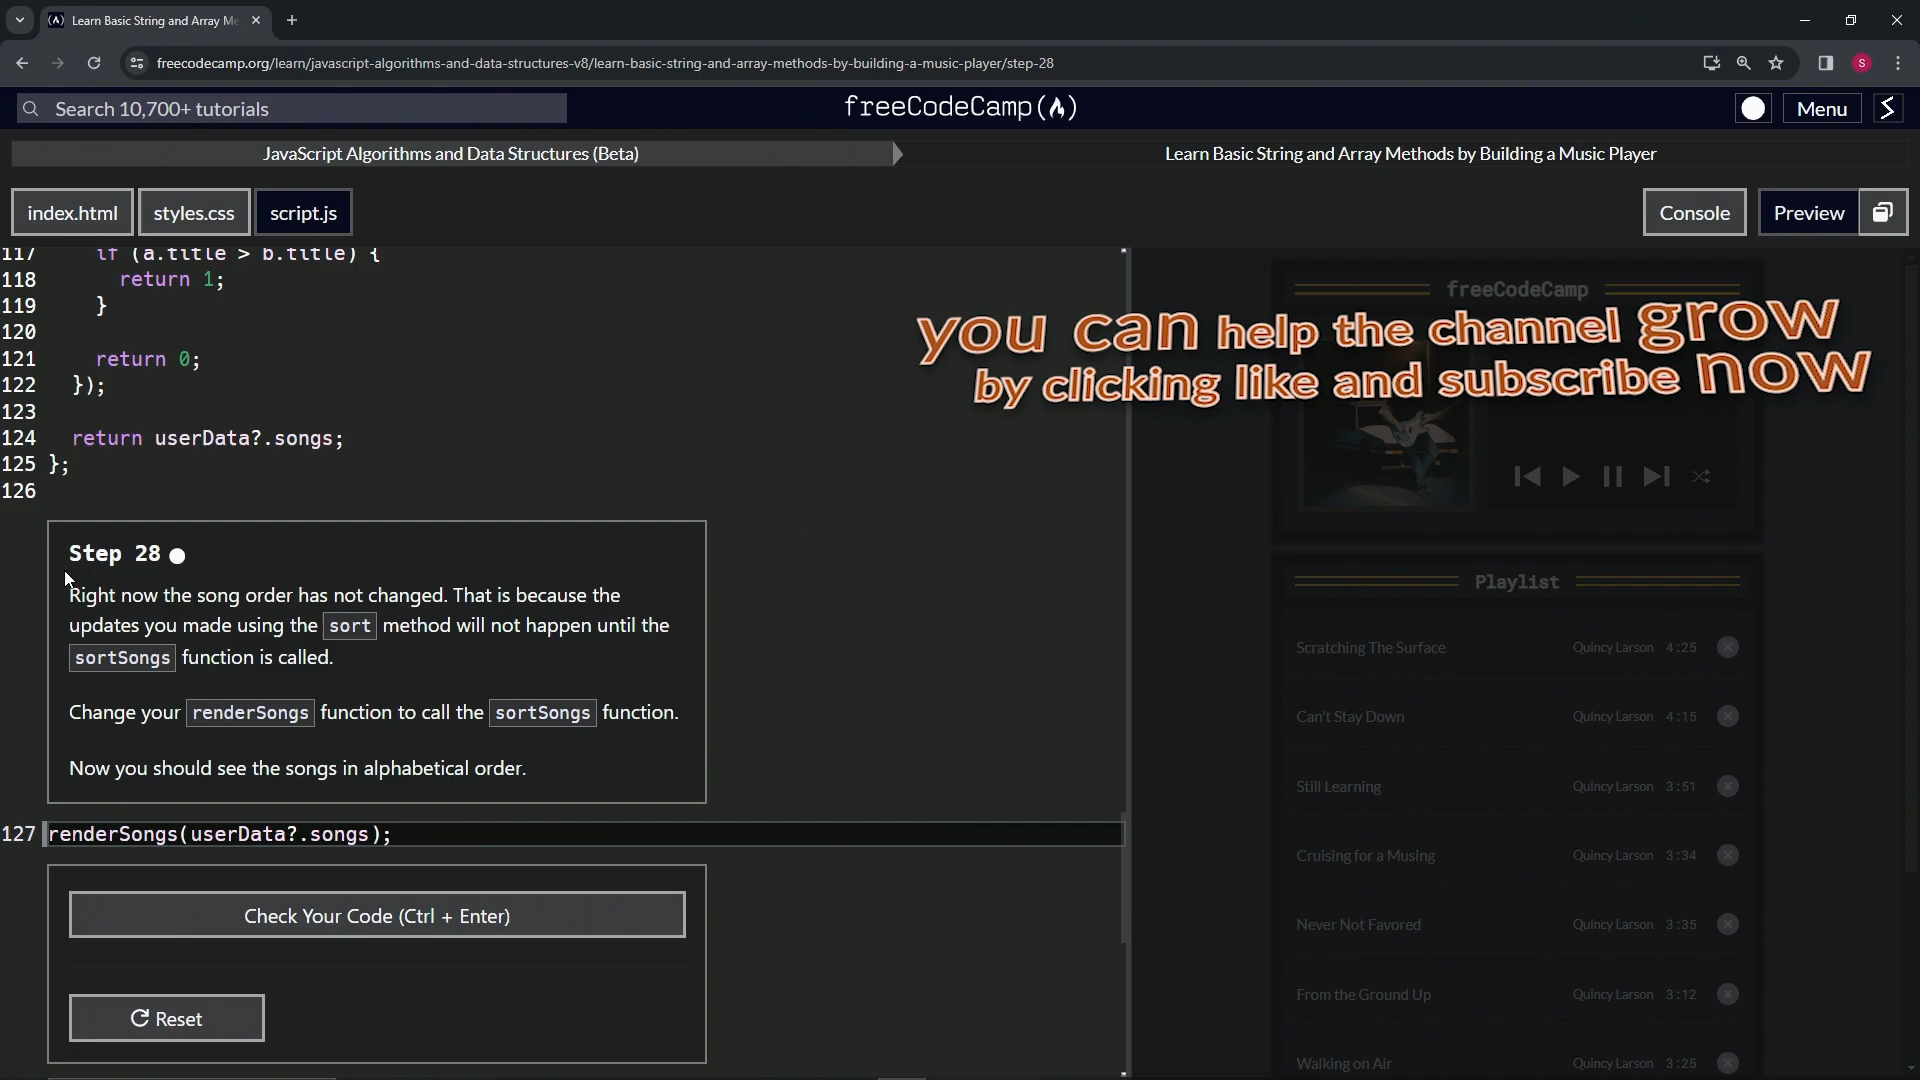 Learn Basic String and Array Me
freecodecamp.org/learn/javascript-algorithms-and-data-structures-v8/learn-basic-string-and-array-methods-by-building-a-music-player/step-28
S
Search 10,700+ tutorials
freeCodeCamp
Menu
JavaScript Algorithms and Data Structures (Beta)
Learn Basic String and Array Methods by Building a Music Player
index.html
styles.css
script.js
Console
Preview
117 if (a.title > b.title) {
118 return 1;
119 }
120
121 return 0;
122 });
123
124 return userData?.songs;
125 };
126
Step 28
Right now the song order has not changed. That is because the
updates you made using the sort method will not happen until the
sortSongs function is called.
Change your renderSongs function to call the sortSongs function.
Now you should see the songs in alphabetical order.
127 renderSongs(userData?.songs);
Check Your Code (Ctrl + Enter)
Reset
freeCodeCamp
you can help the channel grow
by clicking like and subscribe now
Playlist
Scratching The Surface Quincy Larson 4:25
Can't Stay Down Quincy Larson 4:15
Still Learning Quincy Larson 3:51
Cruising for a Musing Quincy Larson 3:34
Never Not Favored Quincy Larson 3:35
From the Ground Up Quincy Larson 3:12
Walking on Air Quincy Larson 3:25